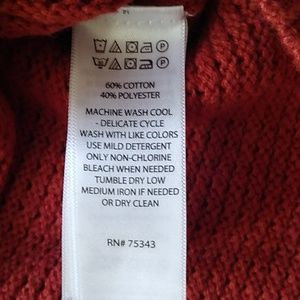 60% COTTON
40% POLYESTER
MACHINE WASH COOL
- DELICATE CYCLE
WASH WITH LIKE COLORS
USE MILD DETERGENT
ONLY NON-CHLORINE
BLEACH WHEN NEEDED
TUMBLE DRY LOW
MEDIUM IRON IF NEEDED
OR DRY CLEAN
RN# 75343